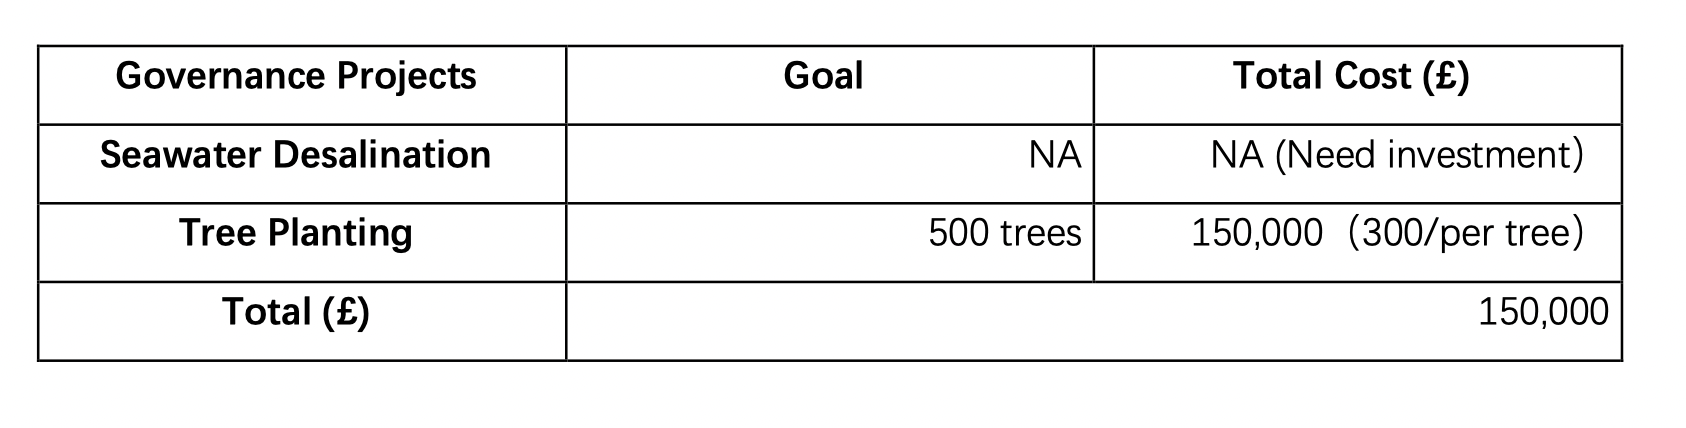 Governance Projects Goal Total Cost (£)
Seawater Desalination NA NA (Need investment）
Tree Planting 500 trees 150,000（300/per tree）
Total (£) 150,000